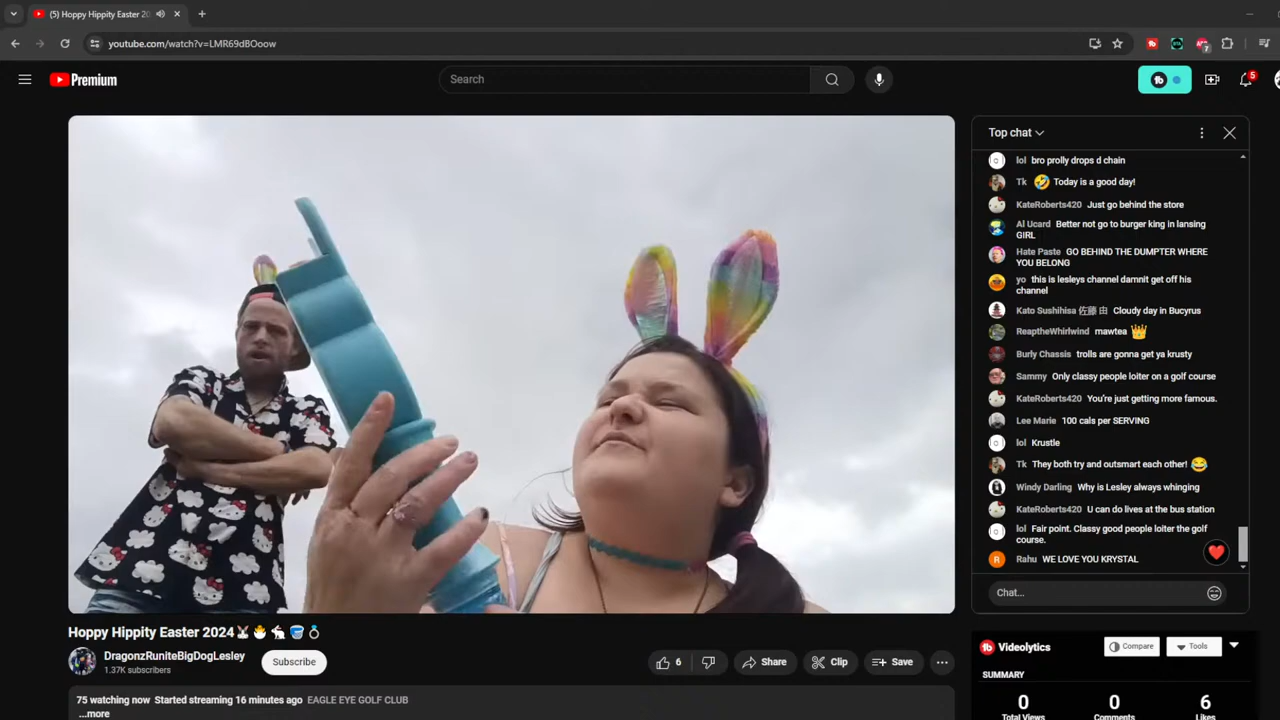 (5) Hoppy Hippity Easter 20
youtube.com/watch?v=LMR69dBOoow
7
Premium
Search
5
Top chat
lol bro prolly drops d chain
Tk 🤣 Today is a good day!
KateRoberts420 Just go behind the store
Al Ucard Better not go to burger king in lansing
GIRL
Hate Paste GO BEHIND THE DUMPTER WHERE
YOU BELONG
yo this is lesleys channel damnit get off his
channel
Kato Sushihisa 佐藤 由 Cloudy day in Bucyrus
ReaptheWhirlwind mawtea 👑
Burly Chassis trolls are gonna get ya krusty
Sammy Only classy people loiter on a golf course
KateRoberts420 You're just getting more famous.
Lee Marie 100 cals per SERVING
lol Krustle
Tk They both try and outsmart each other! 😂
Windy Darling Why is Lesley always whinging
KateRoberts420 U can do lives at the bus station
lol Fair point. Classy good people loiter the golf
course.
Rahu WE LOVE YOU KRYSTAL
Chat...
Hoppy Hippity Easter 2024🐰🐥🐇🪣💍
DragonzRuniteBigDogLesley
1.37K subscribers
Subscribe
6
Share
Clip
Save
75 watching now Started streaming 16 minutes ago EAGLE EYE GOLF CLUB
...more
Videolytics
Compare
Tools
SUMMARY
0
0
6
Total Views
Comments
Likes